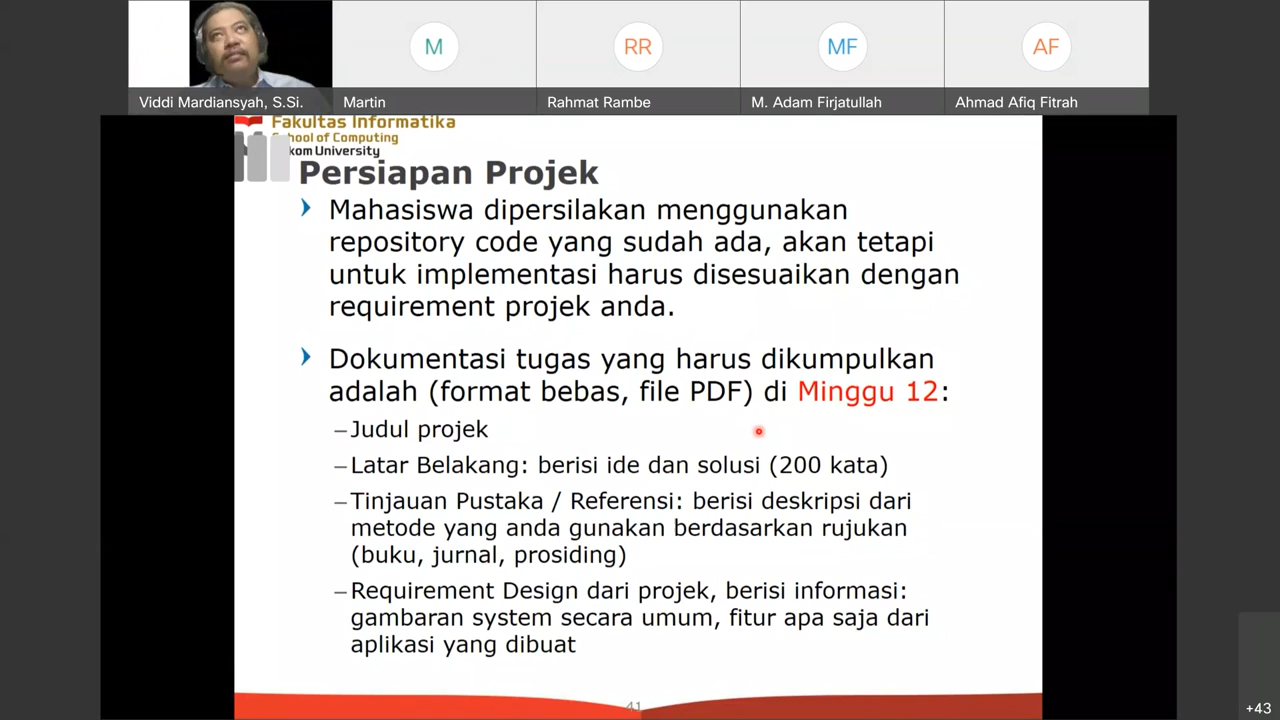 M
RR
MF
AF
Viddi Mardiansyah, S.Si.
Martin
Rahmat Rambe
M. Adam Firjatullah
Ahmad Afiq Fitrah
Fakultas Informatika
School of Computing
kom University
Persiapan Projek
Mahasiswa dipersilakan menggunakan
repository code yang sudah ada, akan tetapi
untuk implementasi harus disesuaikan dengan
requirement projek anda.
Dokumentasi tugas yang harus dikumpulkan
adalah (format bebas, file PDF) di Minggu 12:
–Judul projek
–Latar Belakang: berisi ide dan solusi (200 kata)
–Tinjauan Pustaka / Referensi: berisi deskripsi dari
metode yang anda gunakan berdasarkan rujukan
(buku, jurnal, prosiding)
–Requirement Design dari projek, berisi informasi:
gambaran system secara umum, fitur apa saja dari
aplikasi yang dibuat
41
+43